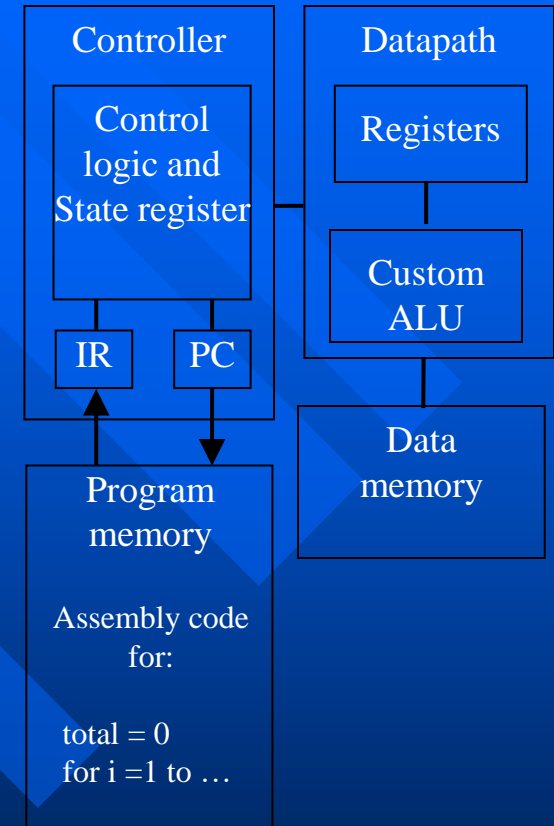 Controller
Control
logic and
State register
IR
PC
Datapath
Registers
Custom
ALU
Data
memory
Program
memory
Assembly code
for:
total = 0
for i =1 to …